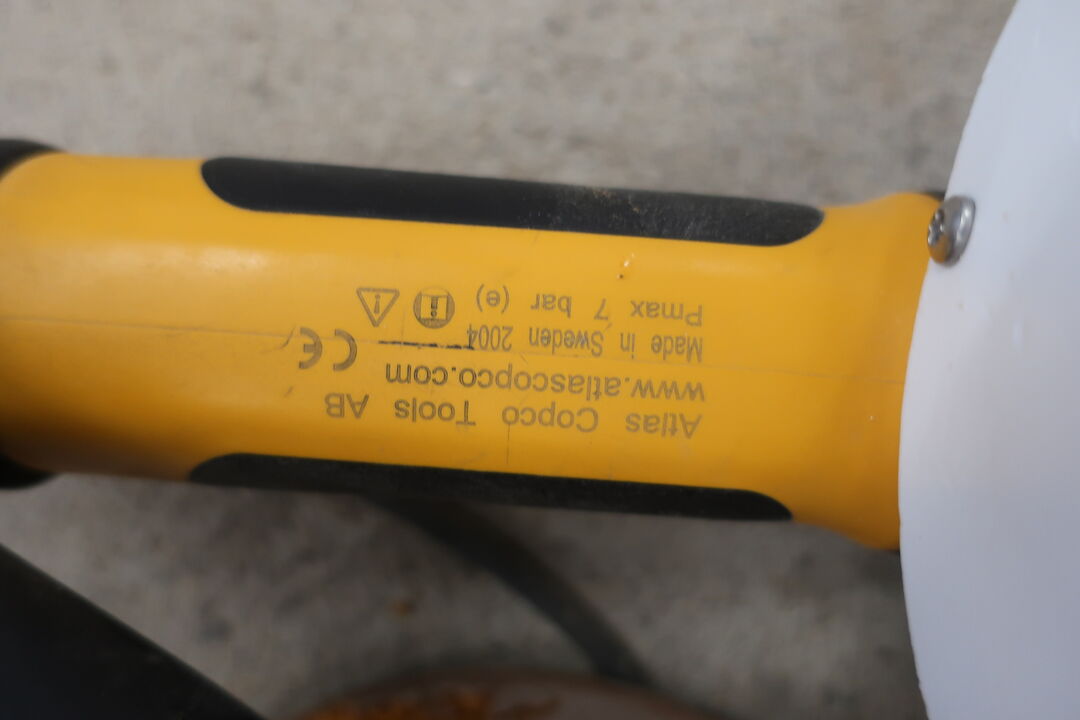 Atlas Copco Tools AB
www.atlascopco.com
Made in Sweden 2004
Pmax 7 bar (e)
CE